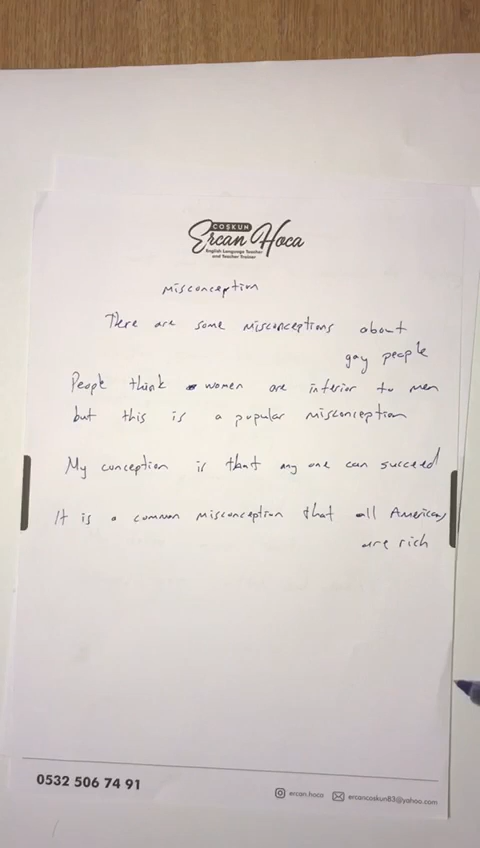 COŞKUN
Ercan Hoca
English Language Teacher
and Teacher Trainer
misconception
There are some misconceptions about
gay people
People think women are interior to men
but this is a popular misconception
My conception is that any one can succeed
It is a common misconception that all Americans
are rich
0532 506 74 91
ercan.hoca
ercancoskun83@yahoo.com